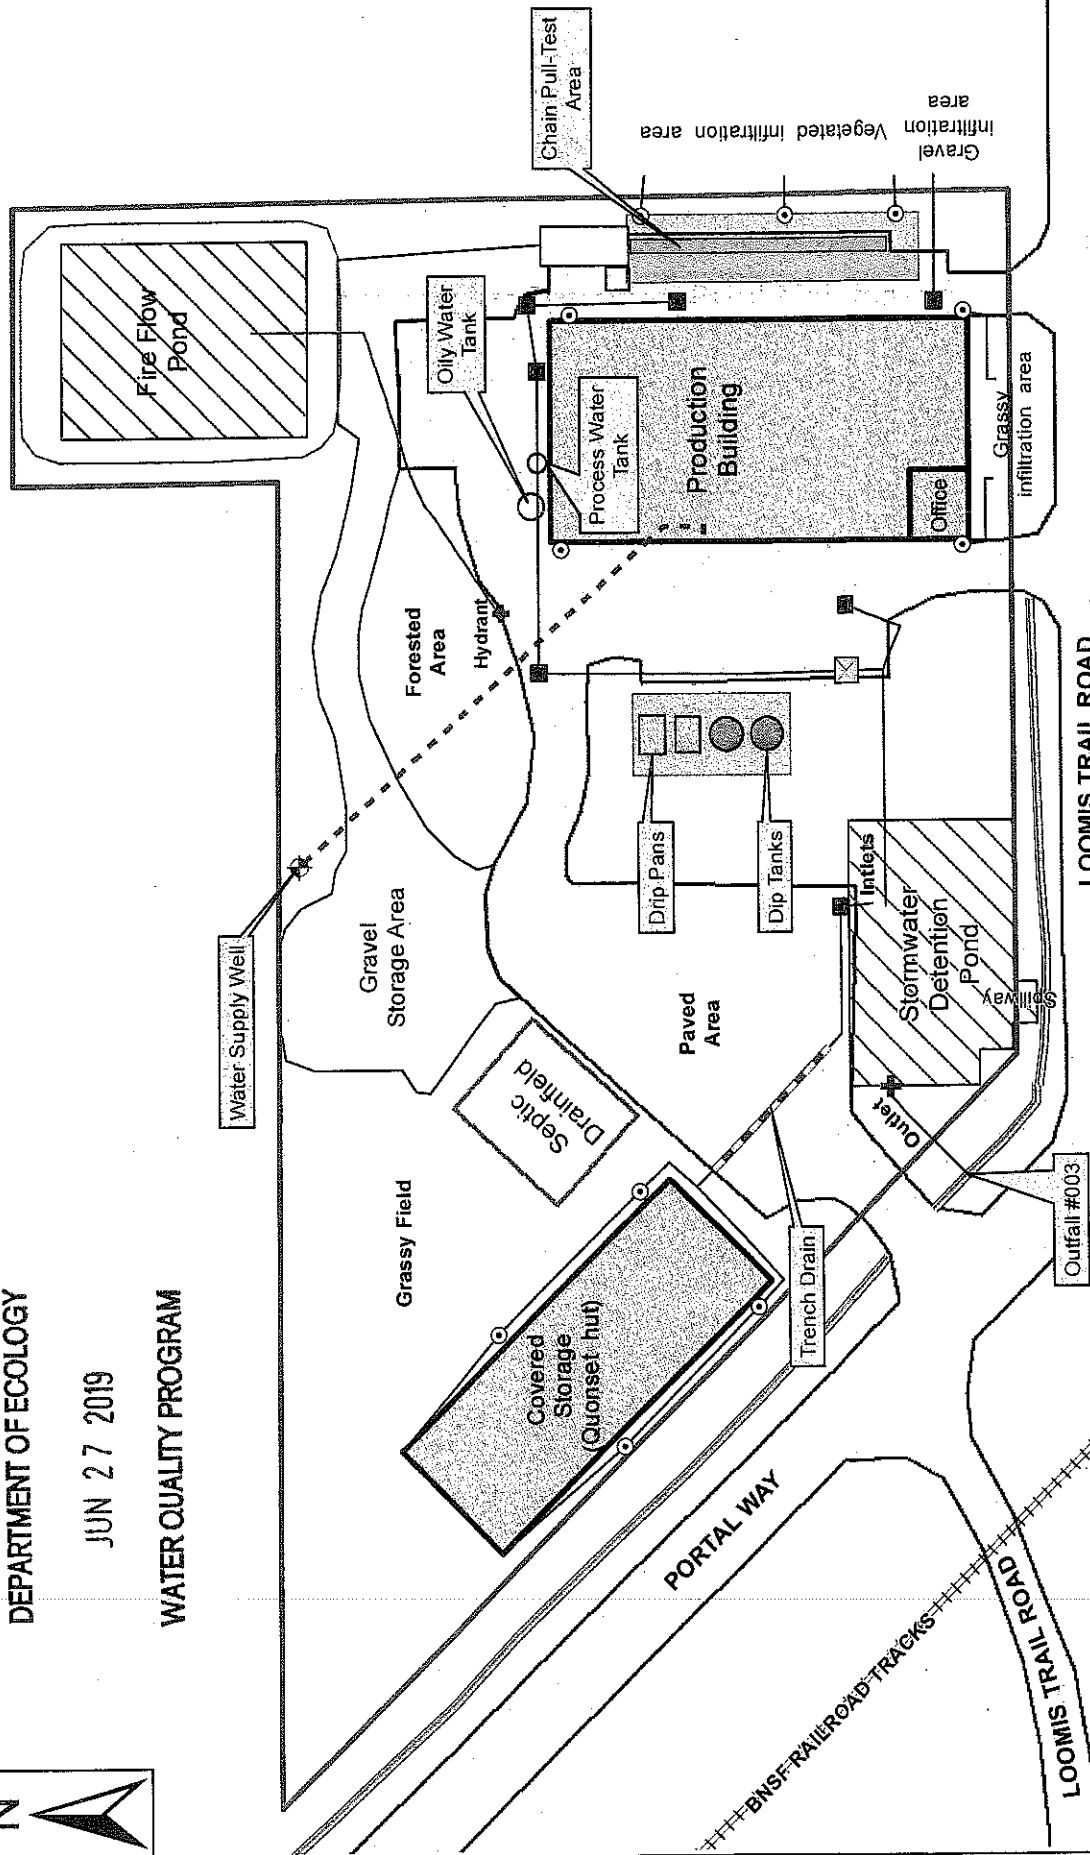 N
DEPARTMENT OF ECOLOGY
JUN 27 2019
WATER QUALITY PROGRAM
Fire Flow
Pond
Chain Pull-Test
Area
Vegetated infiltration area
Gravel
infiltration
area
Oily Water
Tank
Process Water
Tank
Production
Building
Office
Grassy
infiltration area
Forested
Area
Hydrant
Water Supply Well
Gravel
Storage Area
Drip Pans
Dip Tanks
Paved
Area
Intlets
Stormwater
Detention
Pond
Spillway
Outlet
Outfall #003
Septic
Drainfield
Grassy Field
Covered
Storage
(Quonset hut)
Trench Drain
PORTAL WAY
BNSF RAILROAD TRACKS
LOOMIS TRAIL ROAD
LOOMIS TRAIL ROAD